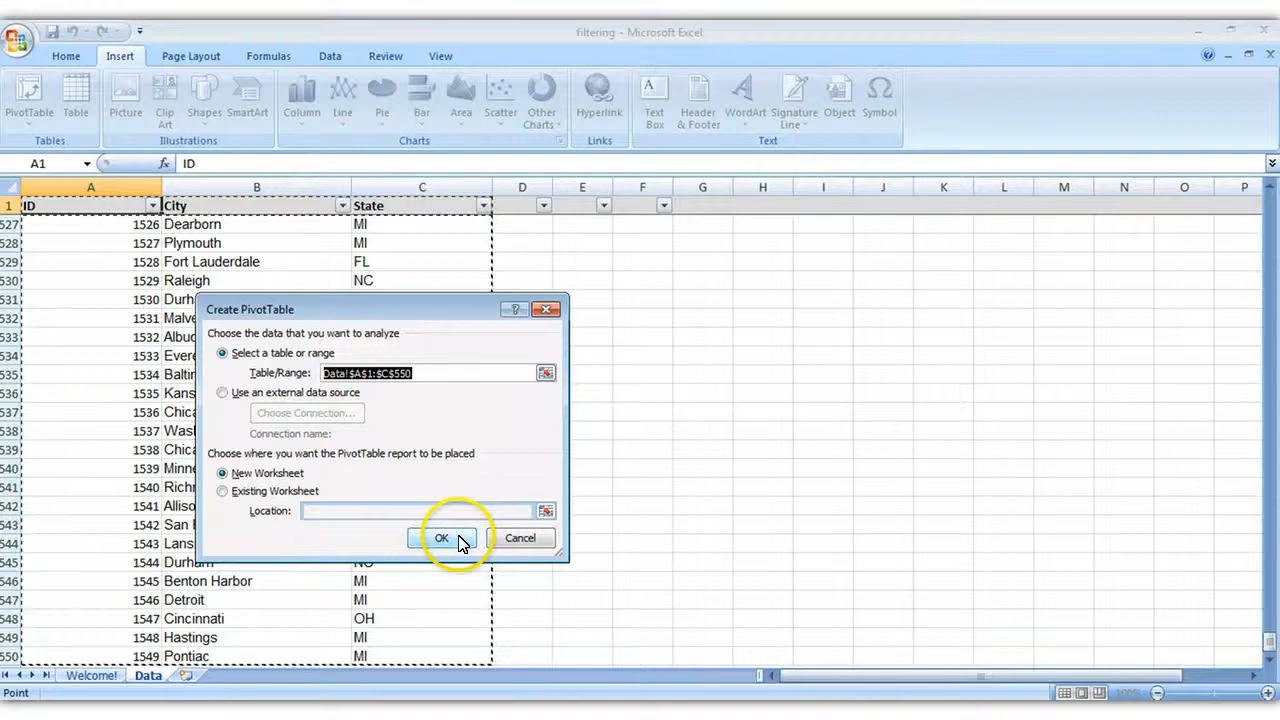 filtering - Microsoft Excel
Home Insert Page Layout Formulas Data Review View
PivotTable Table Picture Clip Art Shapes SmartArt Column Line Pie Bar Area Scatter Other Charts Hyperlink Text Box Header & Footer WordArt Signature Line Object Symbol
Tables Illustrations Charts Links Text
A1 fx ID
A B C D E F G H I J K L M N O P
1 ID City State
527 1526 Dearborn MI
528 1527 Plymouth MI
529 1528 Fort Lauderdale FL
530 1529 Raleigh NC
531 1530
532 1531
533 1532
534 1533
535 1534
536 1535
537 1536
538 1537
539 1538
540 1539
541 1540
542 1541
543 1542
544 1543
545 1544
546 1545 Benton Harbor MI
547 1546 Detroit MI
548 1547 Cincinnati OH
549 1548 Hastings MI
550 1549 Pontiac MI
Create PivotTable
Choose the data that you want to analyze
Select a table or range
Table/Range: Data!$A$1:$C$550
Use an external data source
Choose Connection...
Connection name:
Choose where you want the PivotTable report to be placed
New Worksheet
Existing Worksheet
Location:
OK Cancel
Welcome! Data
Point 100%